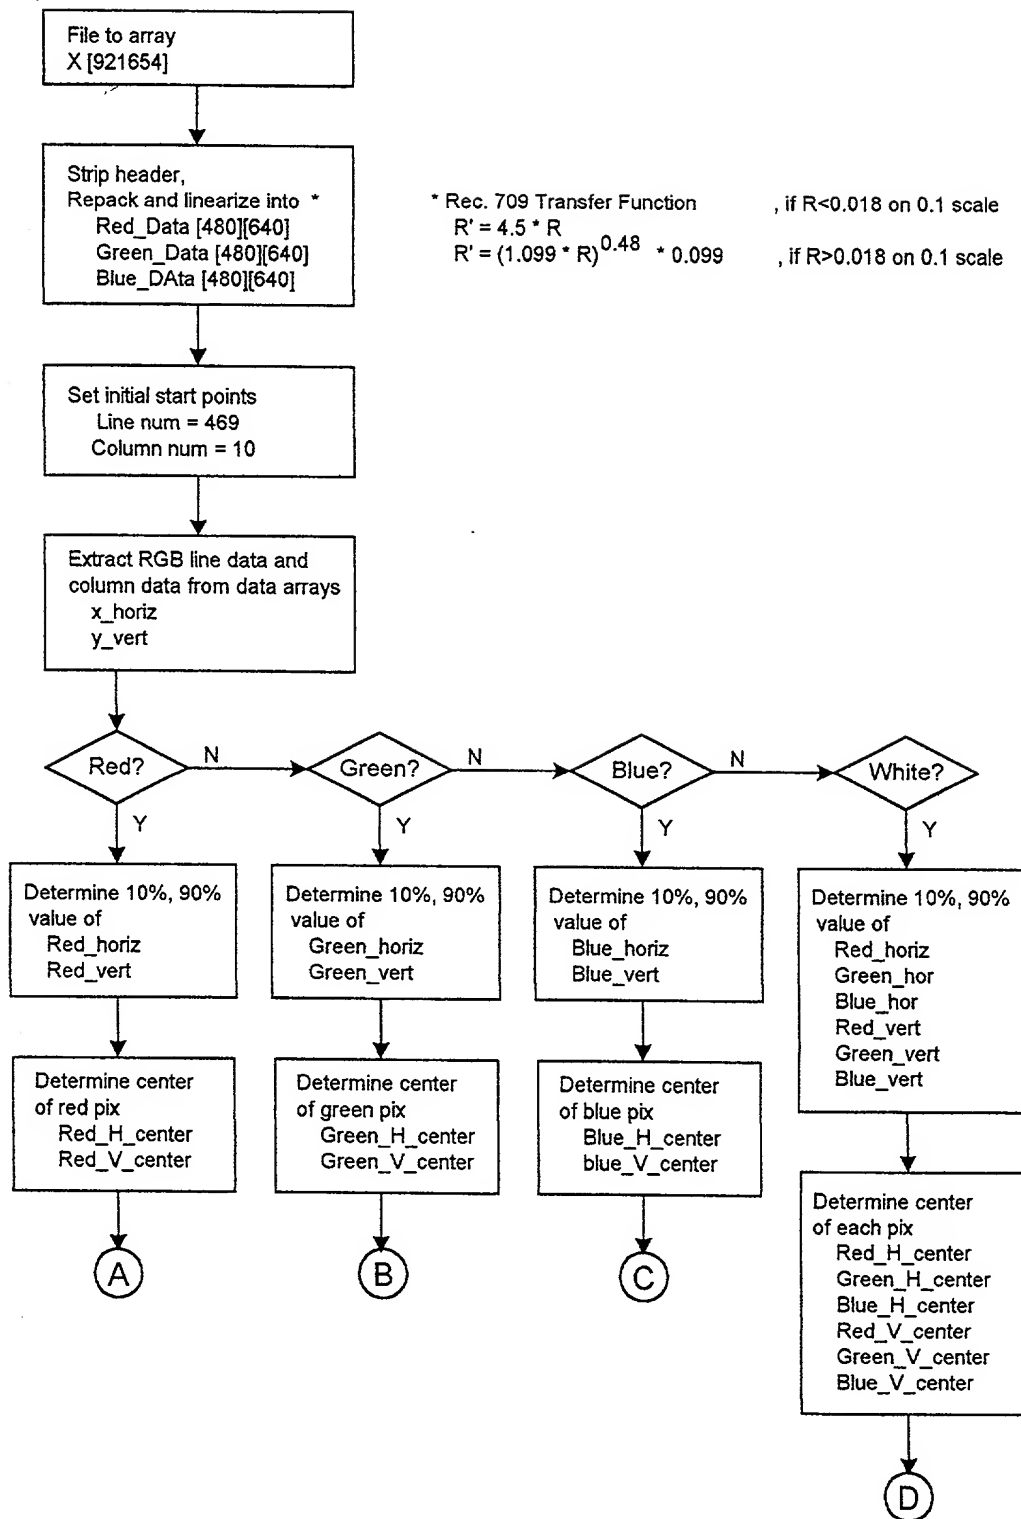 File to array
X [921654]
Strip header,
Repack and linearize into *
Red_Data [480][640]
Green_Data [480][640]
Blue_DAta [480][640]
* Rec. 709 Transfer Function , if R<0.018 on 0.1 scale
R' = 4.5 * R
R' = (1.099 * R)^0.48 * 0.099 , if R>0.018 on 0.1 scale
Set initial start points
Line num = 469
Column num = 10
Extract RGB line data and
column data from data arrays
x_horiz
y_vert
Red? N Green? N Blue? N White?
Y Y Y Y
Determine 10%, 90%
value of
Red_horiz
Red_vert
Determine 10%, 90%
value of
Green_horiz
Green_vert
Determine 10%, 90%
value of
Blue_horiz
Blue_vert
Determine 10%, 90%
value of
Red_horiz
Green_hor
Blue_hor
Red_vert
Green_vert
Blue_vert
Determine center
of red pix
Red_H_center
Red_V_center
Determine center
of green pix
Green_H_center
Green_V_center
Determine center
of blue pix
Blue_H_center
blue_V_center
Determine center
of each pix
Red_H_center
Green_H_center
Blue_H_center
Red_V_center
Green_V_center
Blue_V_center
A B C
D